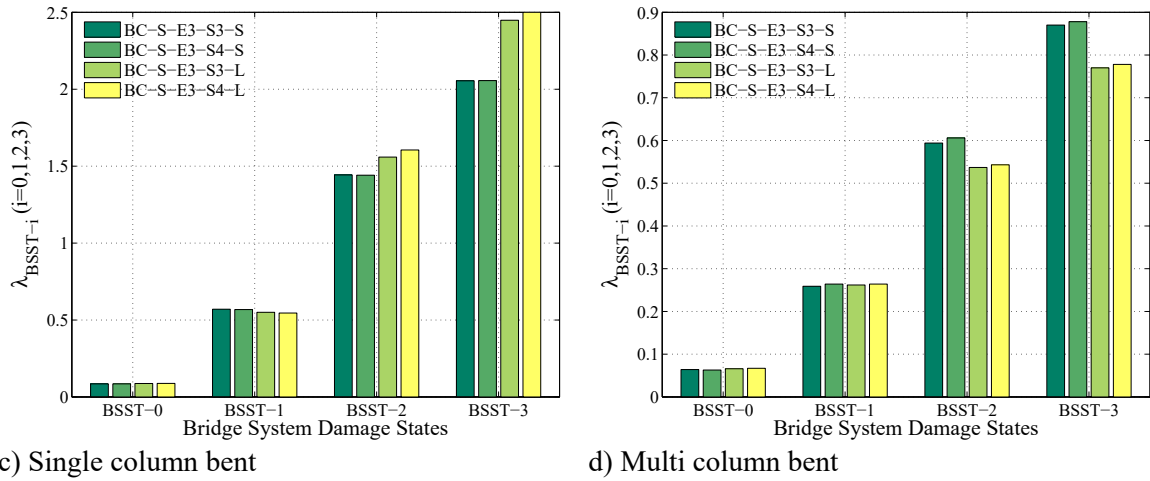 2.5
2
1.5
1
0.5
0
λBSST−i (i=0,1,2,3)
BC−S−E3−S3−S
BC−S−E3−S4−S
BC−S−E3−S3−L
BC−S−E3−S4−L
BSST−0 BSST−1 BSST−2 BSST−3
Bridge System Damage States
c) Single column bent
0.9
0.8
0.7
0.6
0.5
0.4
0.3
0.2
0.1
0
λBSST−i (i=0,1,2,3)
BC−S−E3−S3−S
BC−S−E3−S4−S
BC−S−E3−S3−L
BC−S−E3−S4−L
BSST−0 BSST−1 BSST−2 BSST−3
Bridge System Damage States
d) Multi column bent